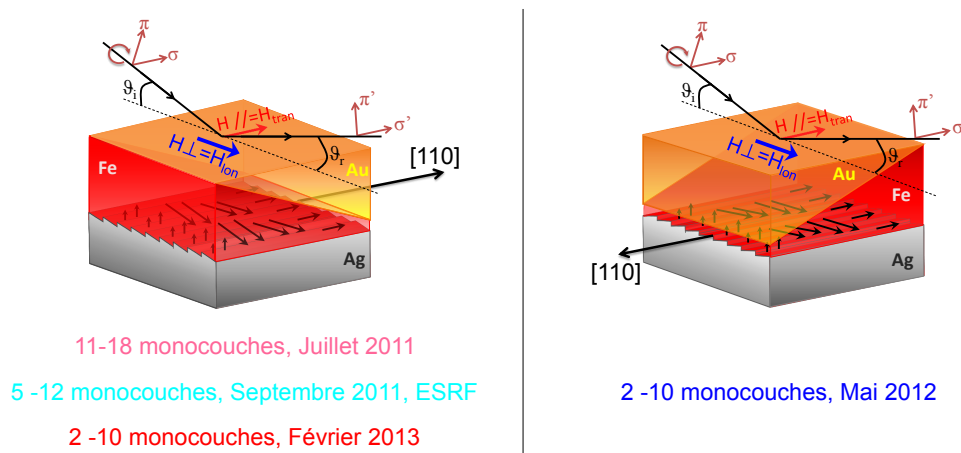 π
σ
ϑi
π'
σ'
H //=Htran
H⊥=Hlon
ϑr
[110]
Fe
Au
Ag
11-18 monocouches, Juillet 2011
5 -12 monocouches, Septembre 2011, ESRF
2 -10 monocouches, Février 2013
π
σ
ϑi
π'
σ
H //=Htran
H⊥=Hlon
ϑr
Au
Fe
Ag
[110]
2 -10 monocouches, Mai 2012